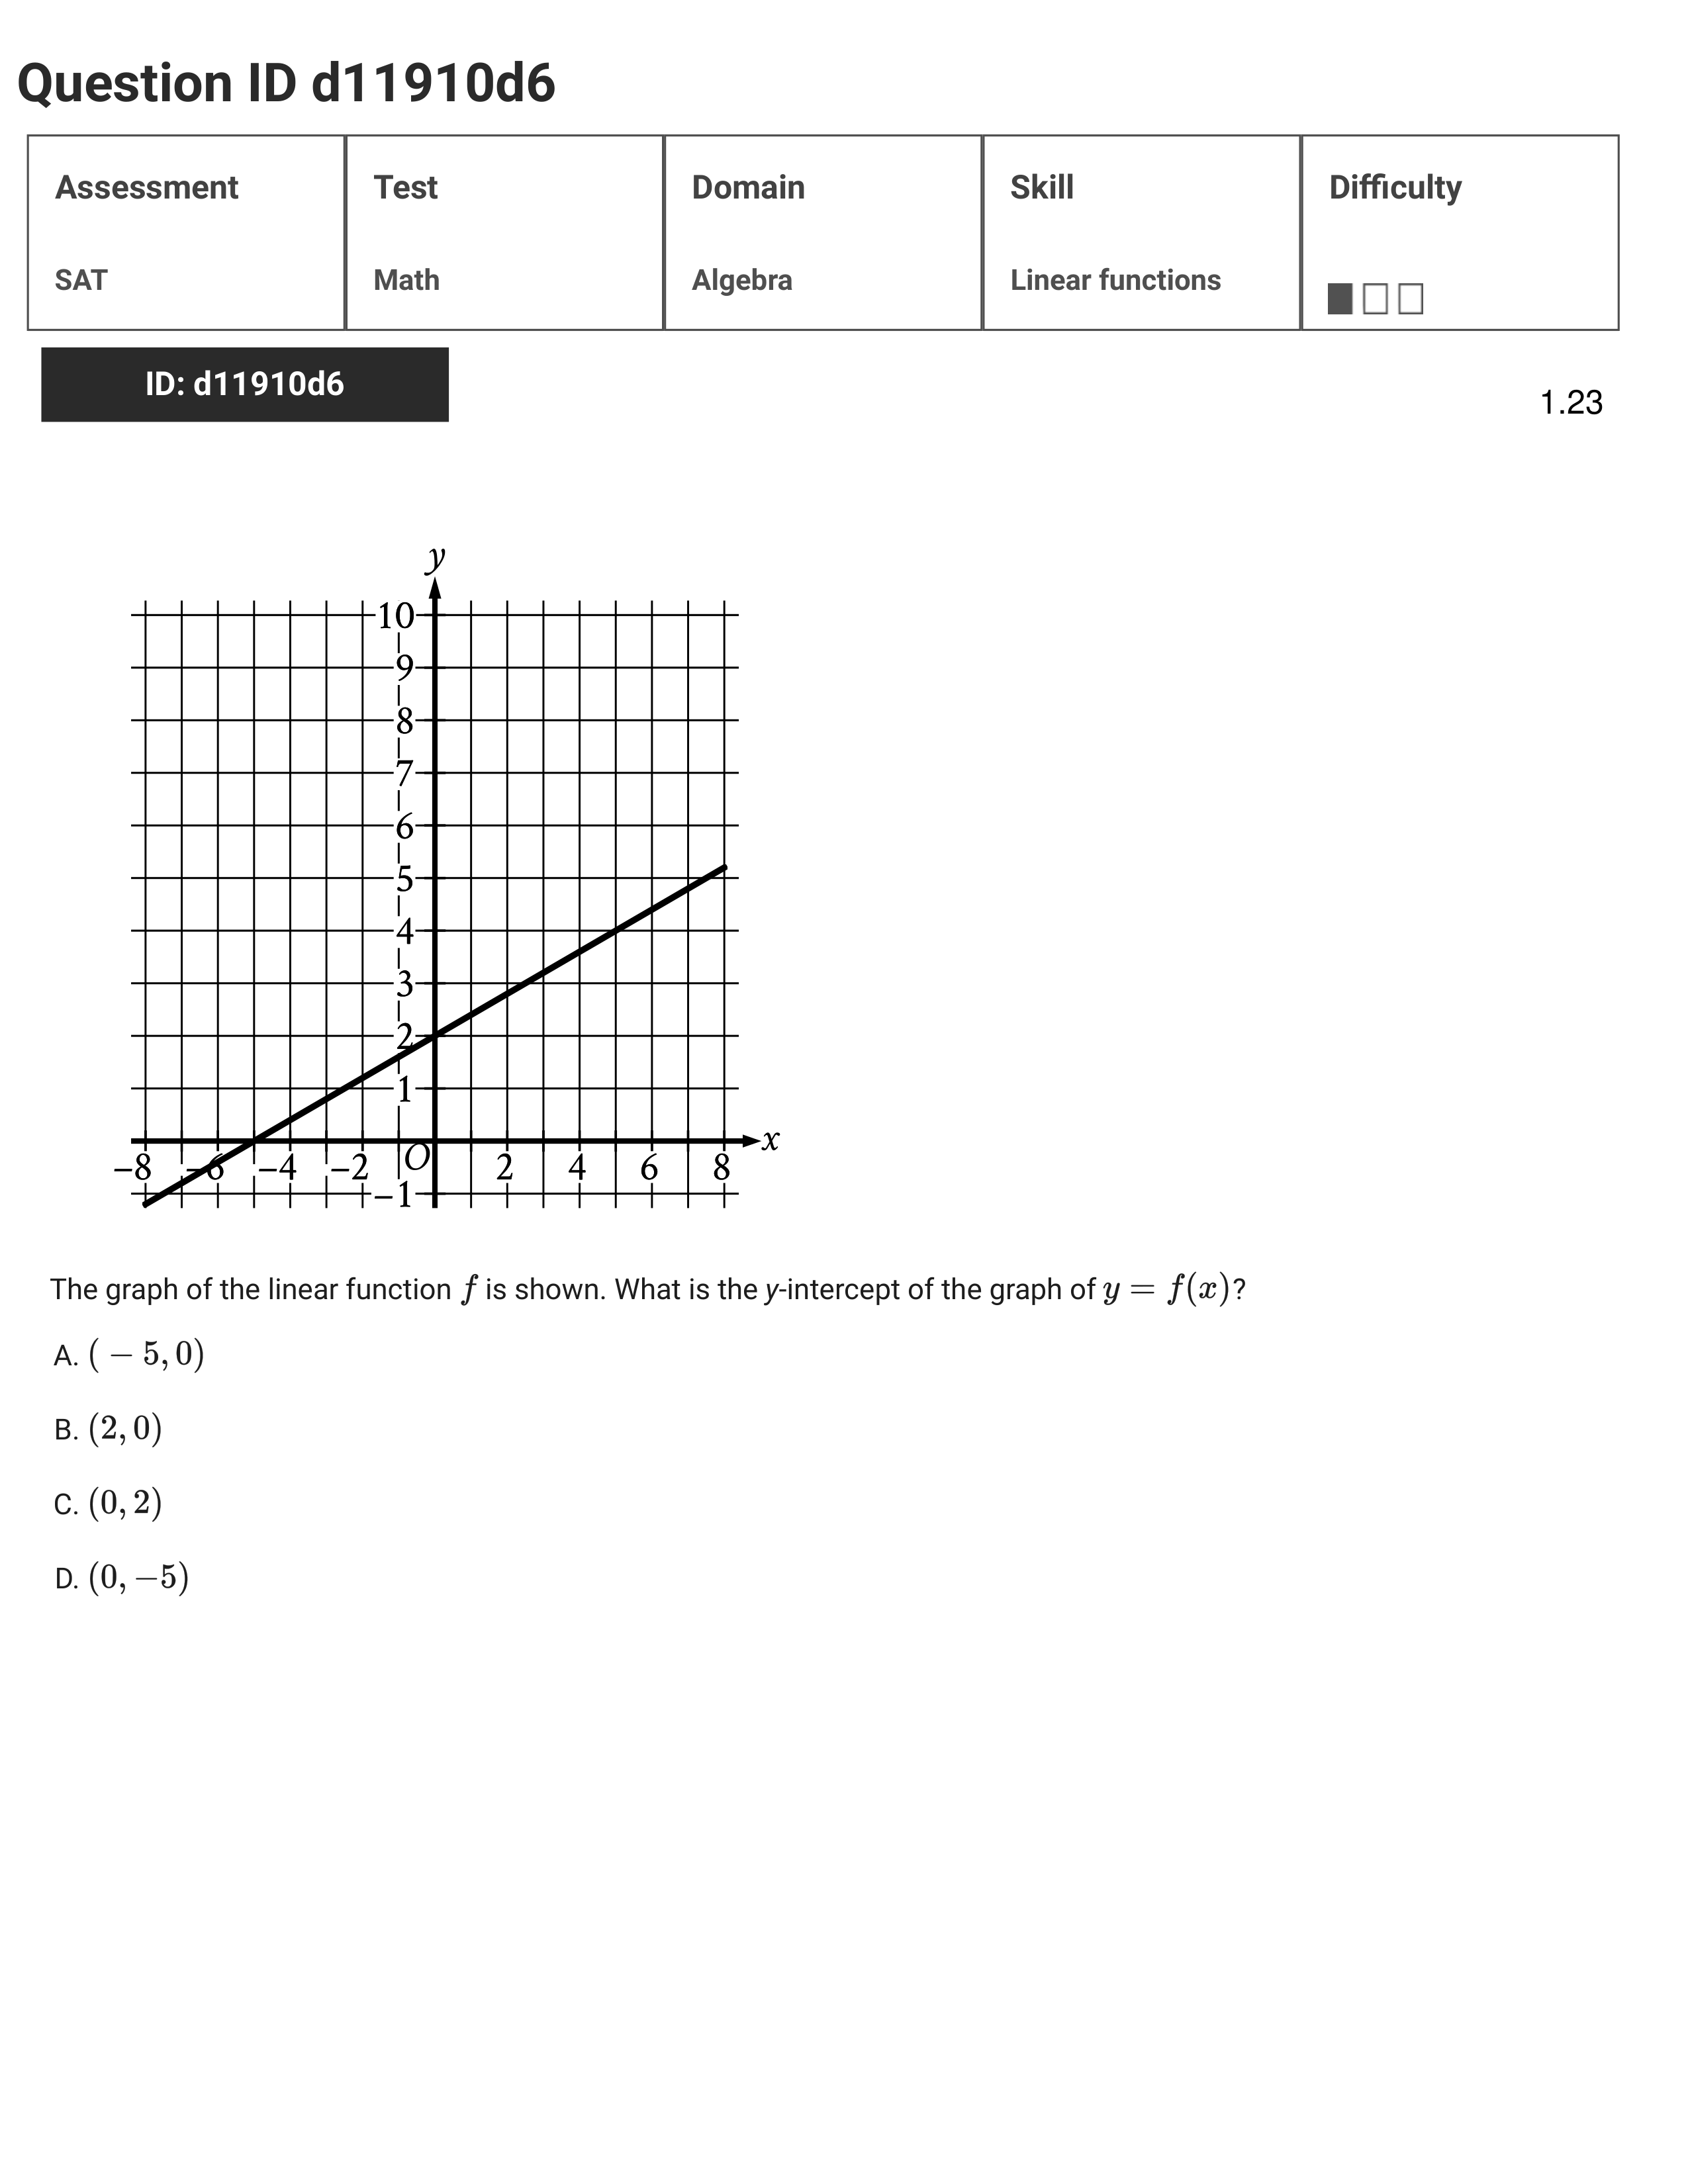 Question ID d11910d6
Assessment Test Domain Skill Difficulty
SAT Math Algebra Linear functions
ID: d11910d6
1.23
y
10
9
8
7
6
5
4
3
2
1
x
−8 −6 −4 −2 O 2 4 6 8
−1
The graph of the linear function f is shown. What is the y-intercept of the graph of y = f(x)?
A. ( − 5, 0)
B. (2, 0)
C. (0, 2)
D. (0, −5)